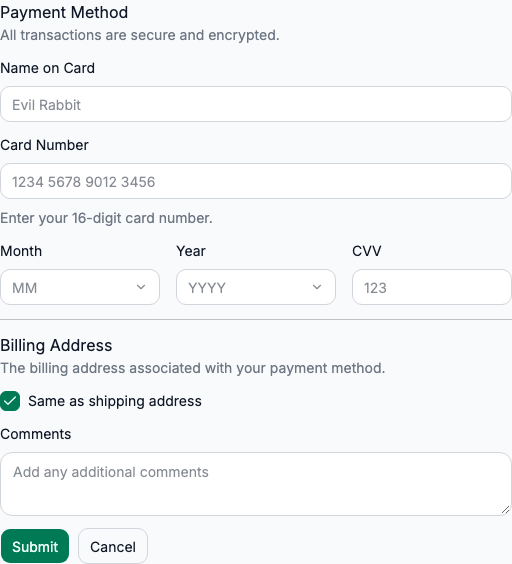 Payment Method
All transactions are secure and encrypted.
Name on Card
Evil Rabbit
Card Number
1234 5678 9012 3456
Enter your 16-digit card number.
Month Year CVV
MM YYYY 123
Billing Address
The billing address associated with your payment method.
Same as shipping address
Comments
Add any additional comments
Submit Cancel